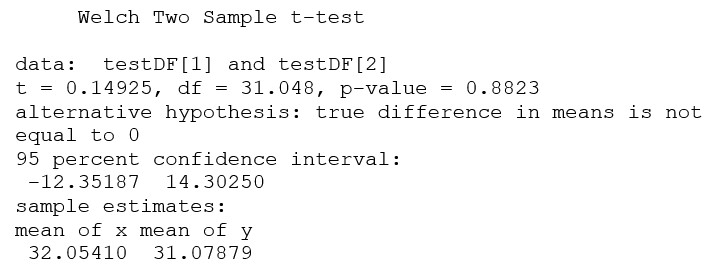 Welch Two Sample t-test
data: testDF[1] and testDF[2]
t = 0.14925, df = 31.048, p-value = 0.8823
alternative hypothesis: true difference in means is not
equal to 0
95 percent confidence interval:
-12.35187 14.30250
sample estimates:
mean of x mean of y
32.05410 31.07879